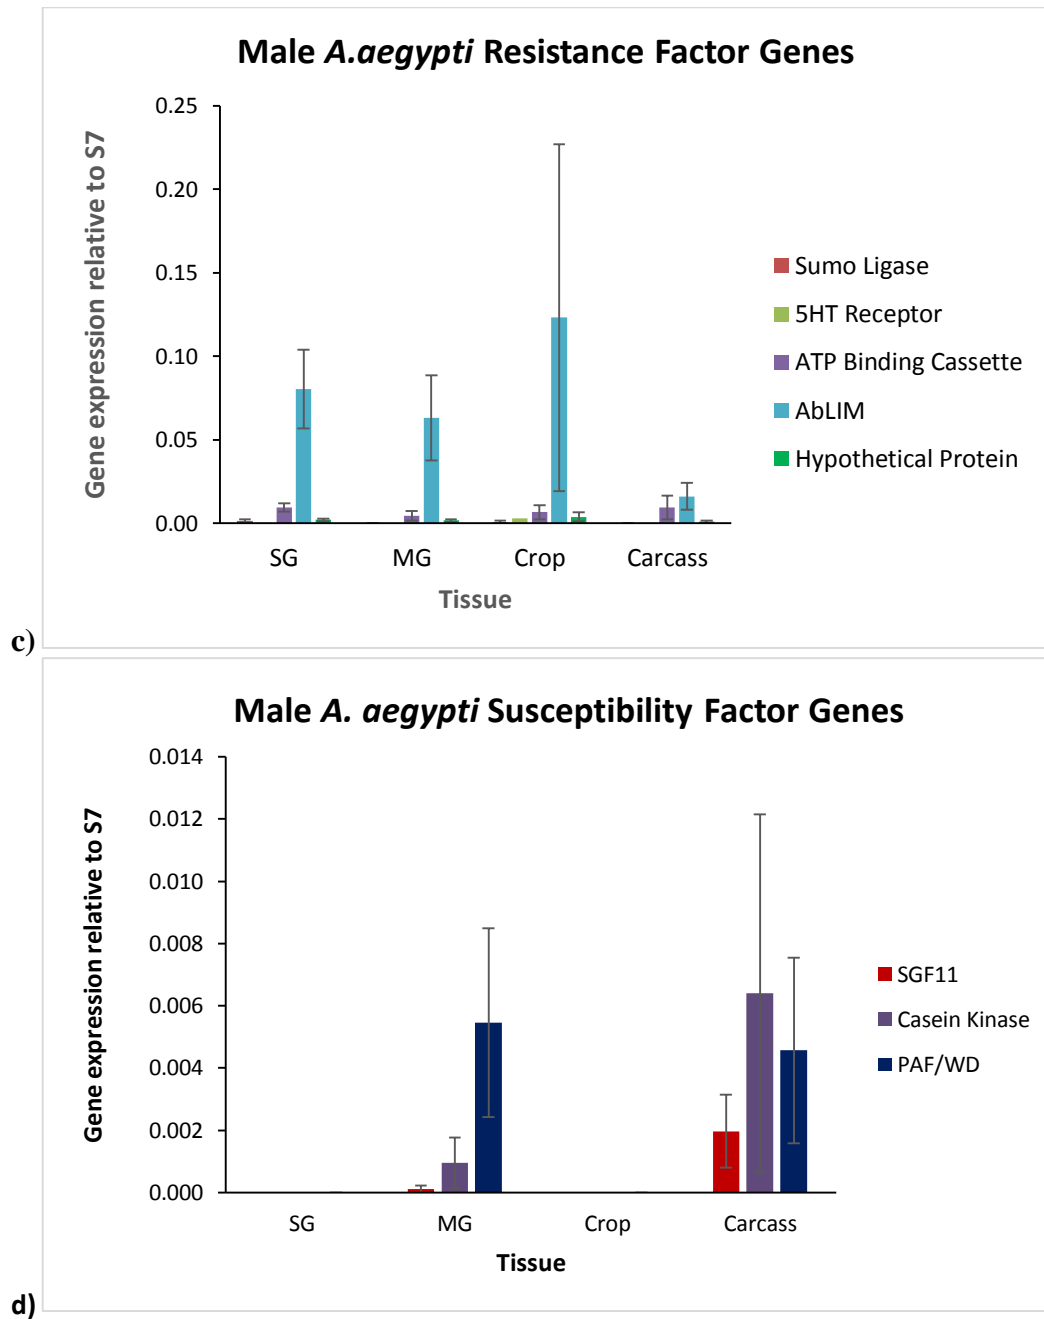 Male A.aegypti Resistance Factor Genes
Gene expression relative to S7
0.25
0.20
0.15
0.10
0.05
0.00
SG MG Crop Carcass
Tissue
Sumo Ligase
5HT Receptor
ATP Binding Cassette
AbLIM
Hypothetical Protein
c)
Male A. aegypti Susceptibility Factor Genes
Gene expression relative to S7
0.014
0.012
0.010
0.008
0.006
0.004
0.002
0.000
SG MG Crop Carcass
Tissue
SGF11
Casein Kinase
PAF/WD
d)